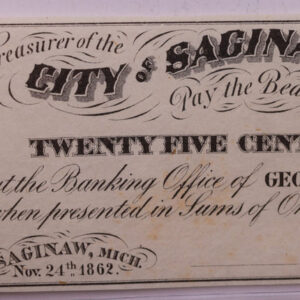 Treasurer of the
CITY OF SAGINA
Pay the Bea
TWENTY FIVE CENT
at the Banking Office of GEO
when presented in Sums of O
SAGINAW, MICH.
Nov. 24th 1862.